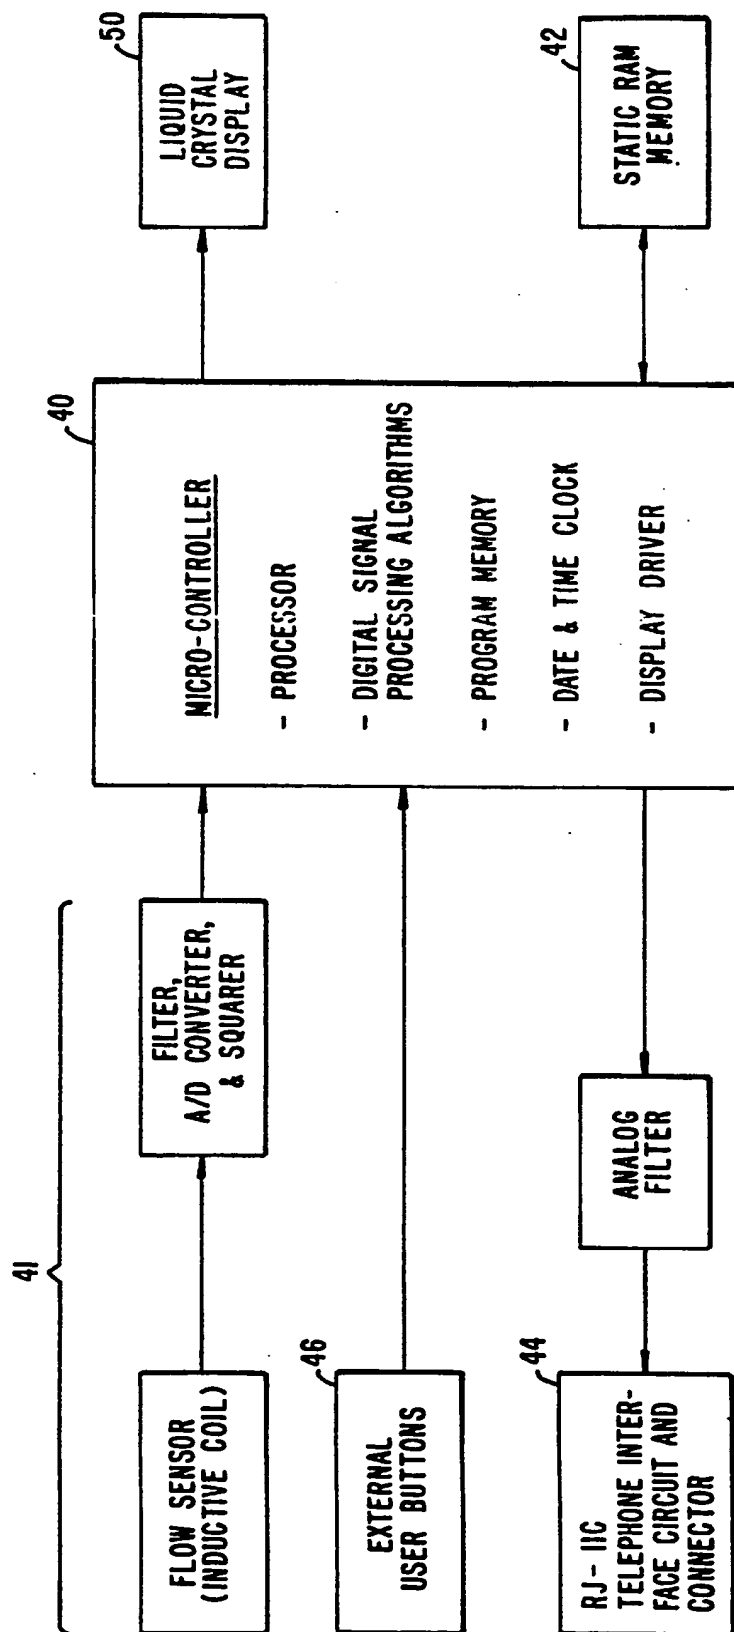 41
FLOW SENSOR
(INDUCTIVE COIL)
FILTER,
A/D CONVERTER,
& SQUARER
46
EXTERNAL
USER BUTTONS
44
RJ-11C
TELEPHONE INTER-
FACE CIRCUIT AND
CONNECTOR
ANALOG
FILTER
40
MICRO-CONTROLLER
- PROCESSOR
- DIGITAL SIGNAL
PROCESSING ALGORITHMS
- PROGRAM MEMORY
- DATE & TIME CLOCK
- DISPLAY DRIVER
50
LIQUID
CRYSTAL
DISPLAY
42
STATIC RAM
MEMORY